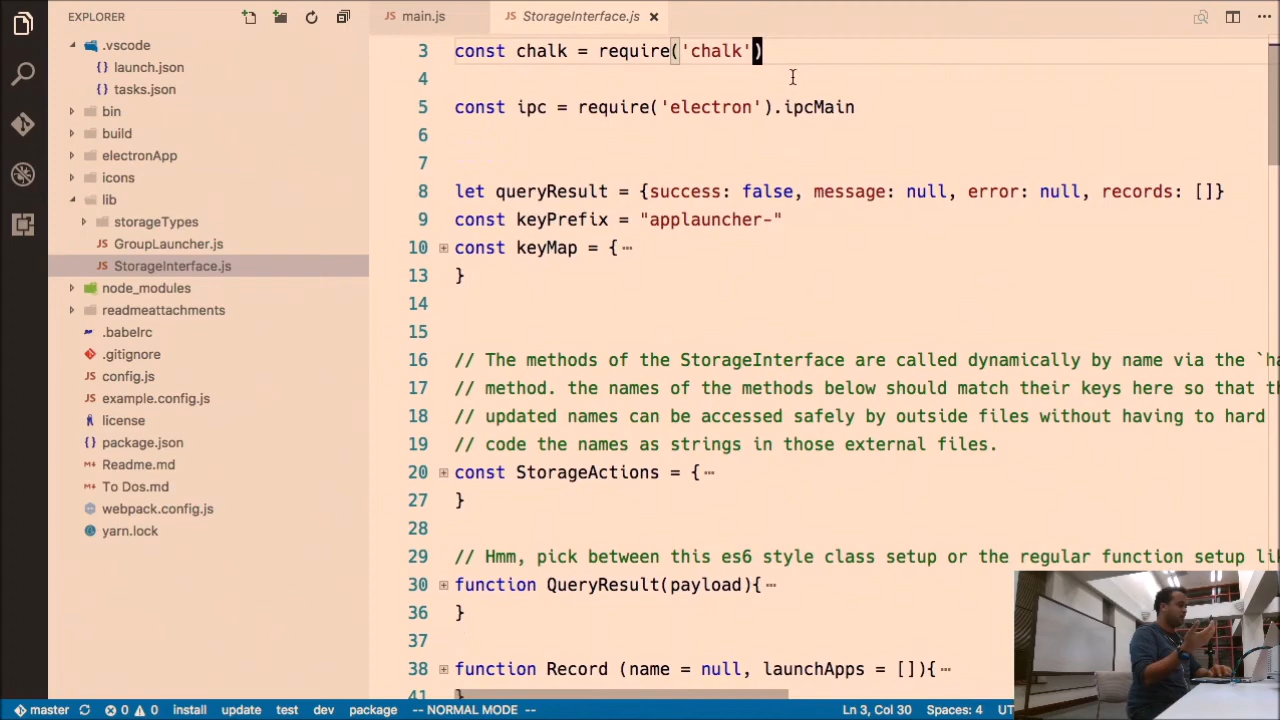 EXPLORER
main.js
StorageInterface.js
.vscode
launch.json
tasks.json
bin
build
electronApp
icons
lib
storageTypes
GroupLauncher.js
StorageInterface.js
node_modules
readmeattachments
.babelrc
.gitignore
config.js
example.config.js
license
package.json
Readme.md
To Dos.md
webpack.config.js
yarn.lock
3 const chalk = require('chalk')
4
5 const ipc = require('electron').ipcMain
6
7
8 let queryResult = {success: false, message: null, error: null, records: []}
9 const keyPrefix = "applauncher-"
10 const keyMap = {
13 }
14
15
16 // The methods of the StorageInterface are called dynamically by name via the `ha
17 // method. the names of the methods below should match their keys here so that
18 // updated names can be accessed safely by outside files without having to hard
19 // code the names as strings in those external files.
20 const StorageActions = {
27 }
28
29 // Hmm, pick between this es6 style class setup or the regular function setup
30 function QueryResult(payload){
36 }
37
38 function Record (name = null, launchApps = []){
41 }
master 0 0 install update test dev package -- NORMAL MODE -- Ln 3, Col 30 Spaces: 4